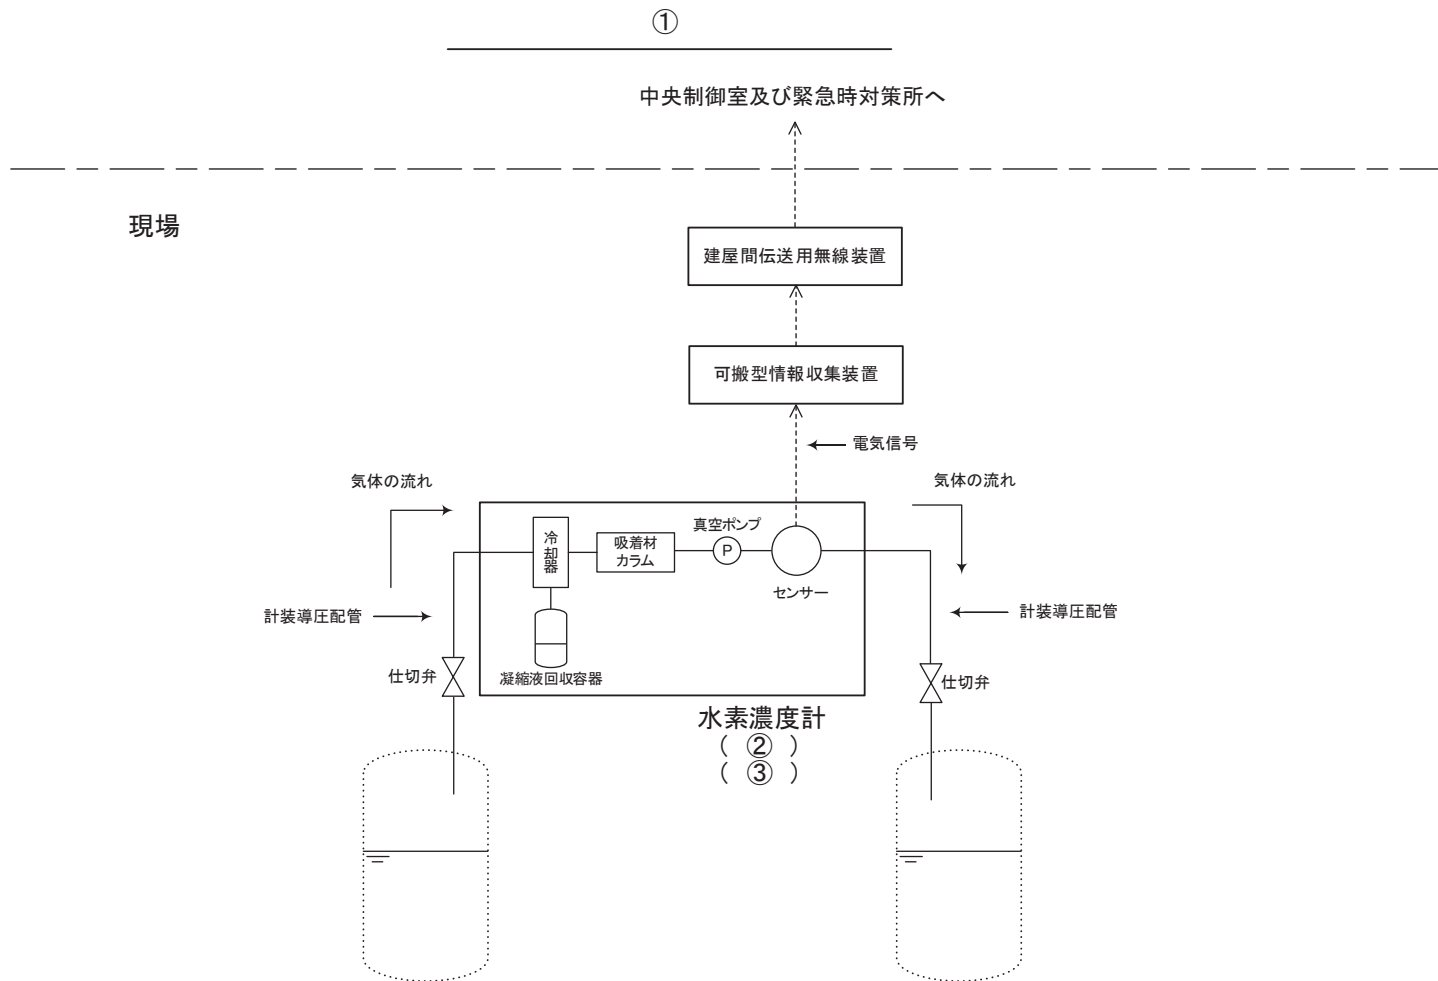 ①
中央制御室及び緊急時対策所へ
現場
建屋間伝送用無線装置
可搬型情報収集装置
電気信号
気体の流れ
気体の流れ
冷却器
吸着材
カラム
真空ポンプ
P
センサー
計装導圧配管
計装導圧配管
仕切弁
凝縮液回収容器
仕切弁
水素濃度計
( ② )
( ③ )